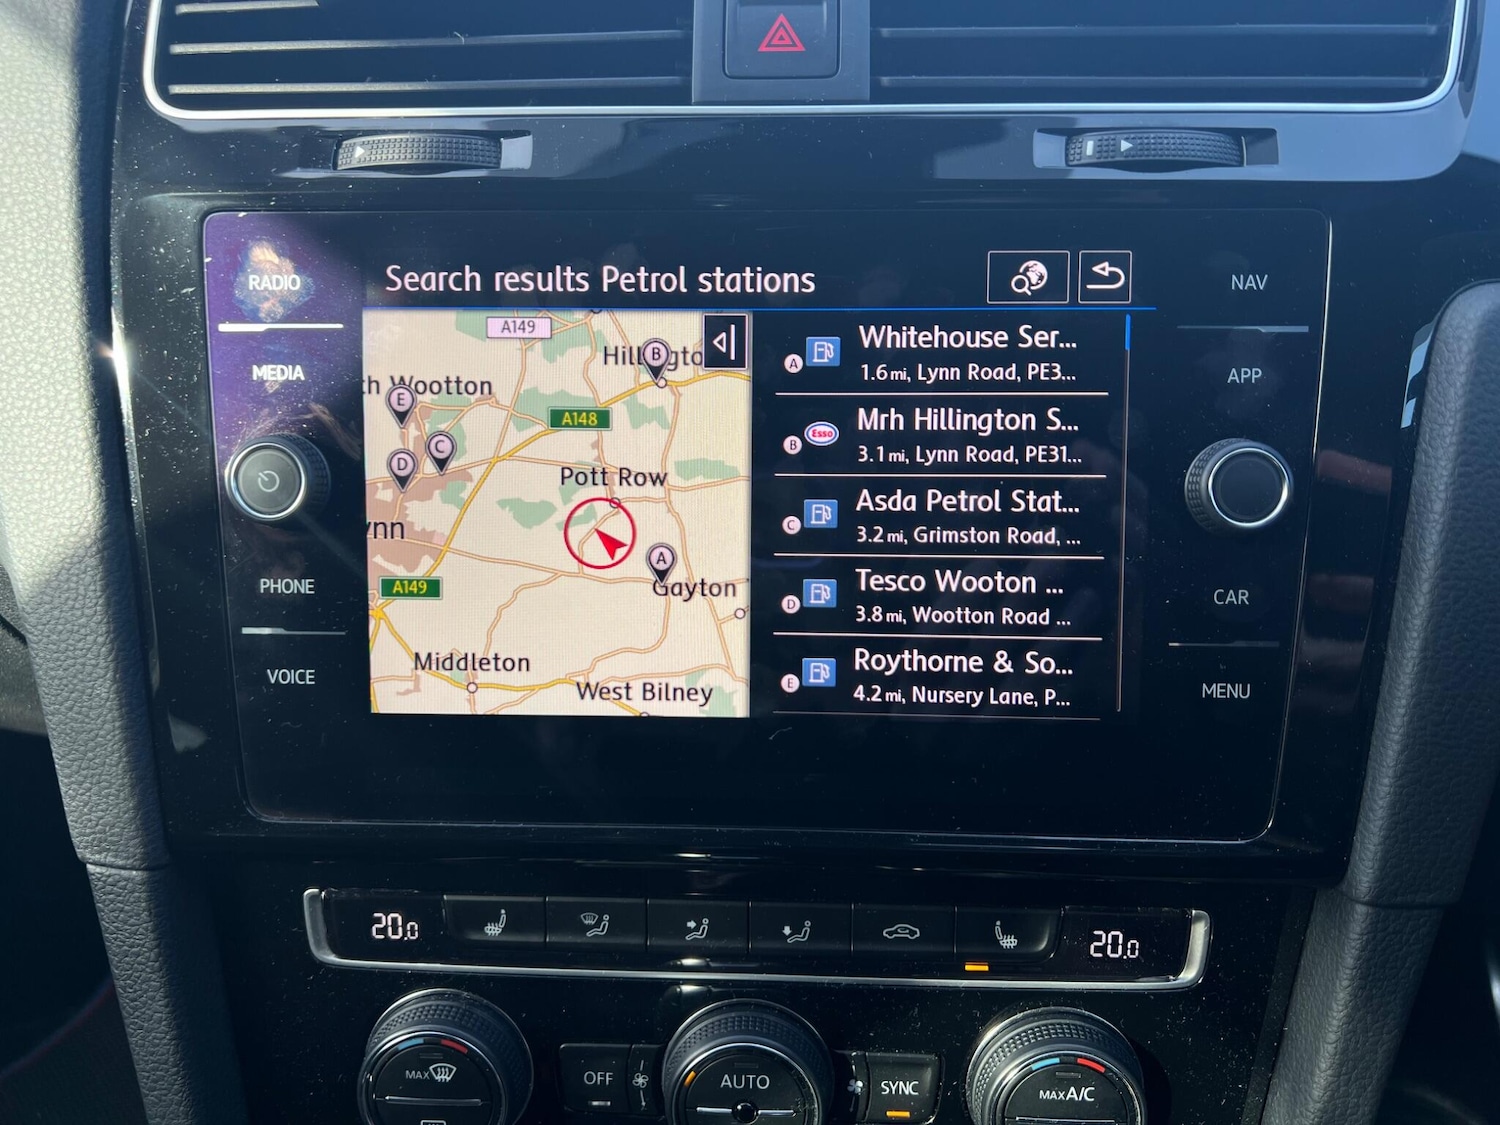 RADIO
MEDIA
PHONE
VOICE
Search results Petrol stations
NAV
APP
CAR
MENU
A149
B
Wootton
E
A148
C
D
Pott Row
A
Gayton
A149
Middleton
West Bilney
A
Whitehouse Ser...
1.6 mi, Lynn Road, PE3...
B
Esso
Mrh Hillington S...
3.1 mi, Lynn Road, PE31...
C
Asda Petrol Stat...
3.2 mi, Grimston Road, ...
D
Tesco Wooton ...
3.8 mi, Wootton Road ...
E
Roythorne & So...
4.2 mi, Nursery Lane, P...
20.0
20.0
MAX
OFF
AUTO
SYNC
MAX A/C